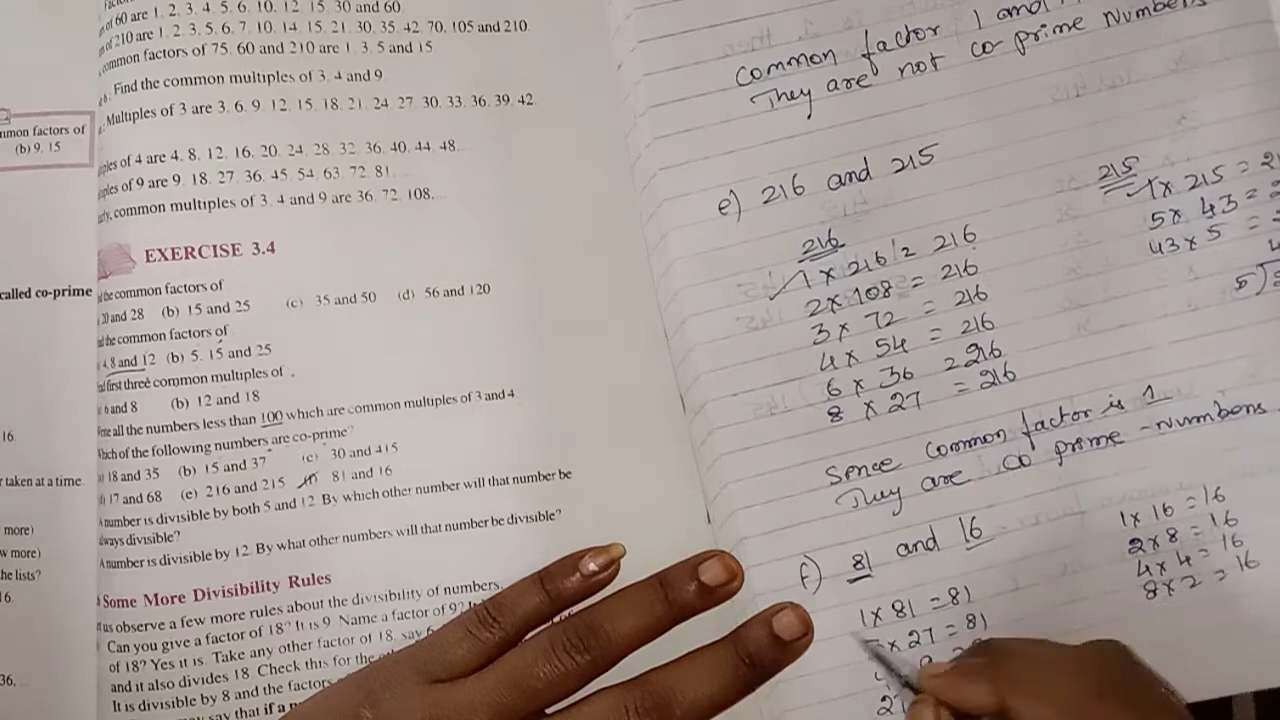 of 60 are 1, 2, 3, 4, 5, 6, 10, 12, 15, 30 and 60
of 210 are 1, 2, 3, 5, 6, 7, 10, 14, 15, 21, 30, 35, 42, 70, 105 and 210
common factors of 75, 60 and 210 are 1, 3, 5 and 15
Find the common multiples of 3, 4 and 9
Multiples of 3 are 3, 6, 9, 12, 15, 18, 21, 24, 27, 30, 33, 36, 39, 42,
of 4 are 4, 8, 12, 16, 20, 24, 28, 32, 36, 40, 44, 48...
of 9 are 9, 18, 27, 36, 45, 54, 63, 72, 81, ...
common multiples of 3, 4 and 9 are 36, 72, 108,...
factors of
(b) 9, 15
called co-prime
16.
taken at a time.
more)
more)
the lists?
36,
EXERCISE 3.4
the common factors of
20 and 28 (b) 15 and 25 (c) 35 and 50 (d) 56 and 120
the common factors of
4, 8 and 12 (b) 5, 15 and 25
first three common multiples of
6 and 8 (b) 12 and 18
all the numbers less than 100 which are common multiples of 3 and 4.
of the following numbers are co-prime?
18 and 35 (b) 15 and 37 (c) 30 and 415
17 and 68 (e) 216 and 215 81 and 16
A number is divisible by both 5 and 12. By which other number will that number be
always divisible?
A number is divisible by 12. By what other numbers will that number be divisible?
Some More Divisibility Rules
us observe a few more rules about the divisibility of numbers.
Can you give a factor of 18? It is 9. Name a factor of 9?
of 18? Yes it is. Take any other factor of 18, say 6
and it also divides 18. Check this for the
It is divisible by 8 and the factors
say that if a
Common factor 1 and
They are not co prime Numbers
e) 216 and 215
216
1 x 216 = 216
2 x 108 = 216
3 x 72 = 216
4 x 54 = 216
6 x 36 = 216
8 x 27 = 216
215
1 x 215 =
5 x 43 =
43 x 5 =
Sence common factor is 1
They are co prime - numbers
f) 81 and 16
1 x 81 = 81
x 27 = 81
1 x 16 = 16
2 x 8 = 16
4 x 4 = 16
8 x 2 = 16